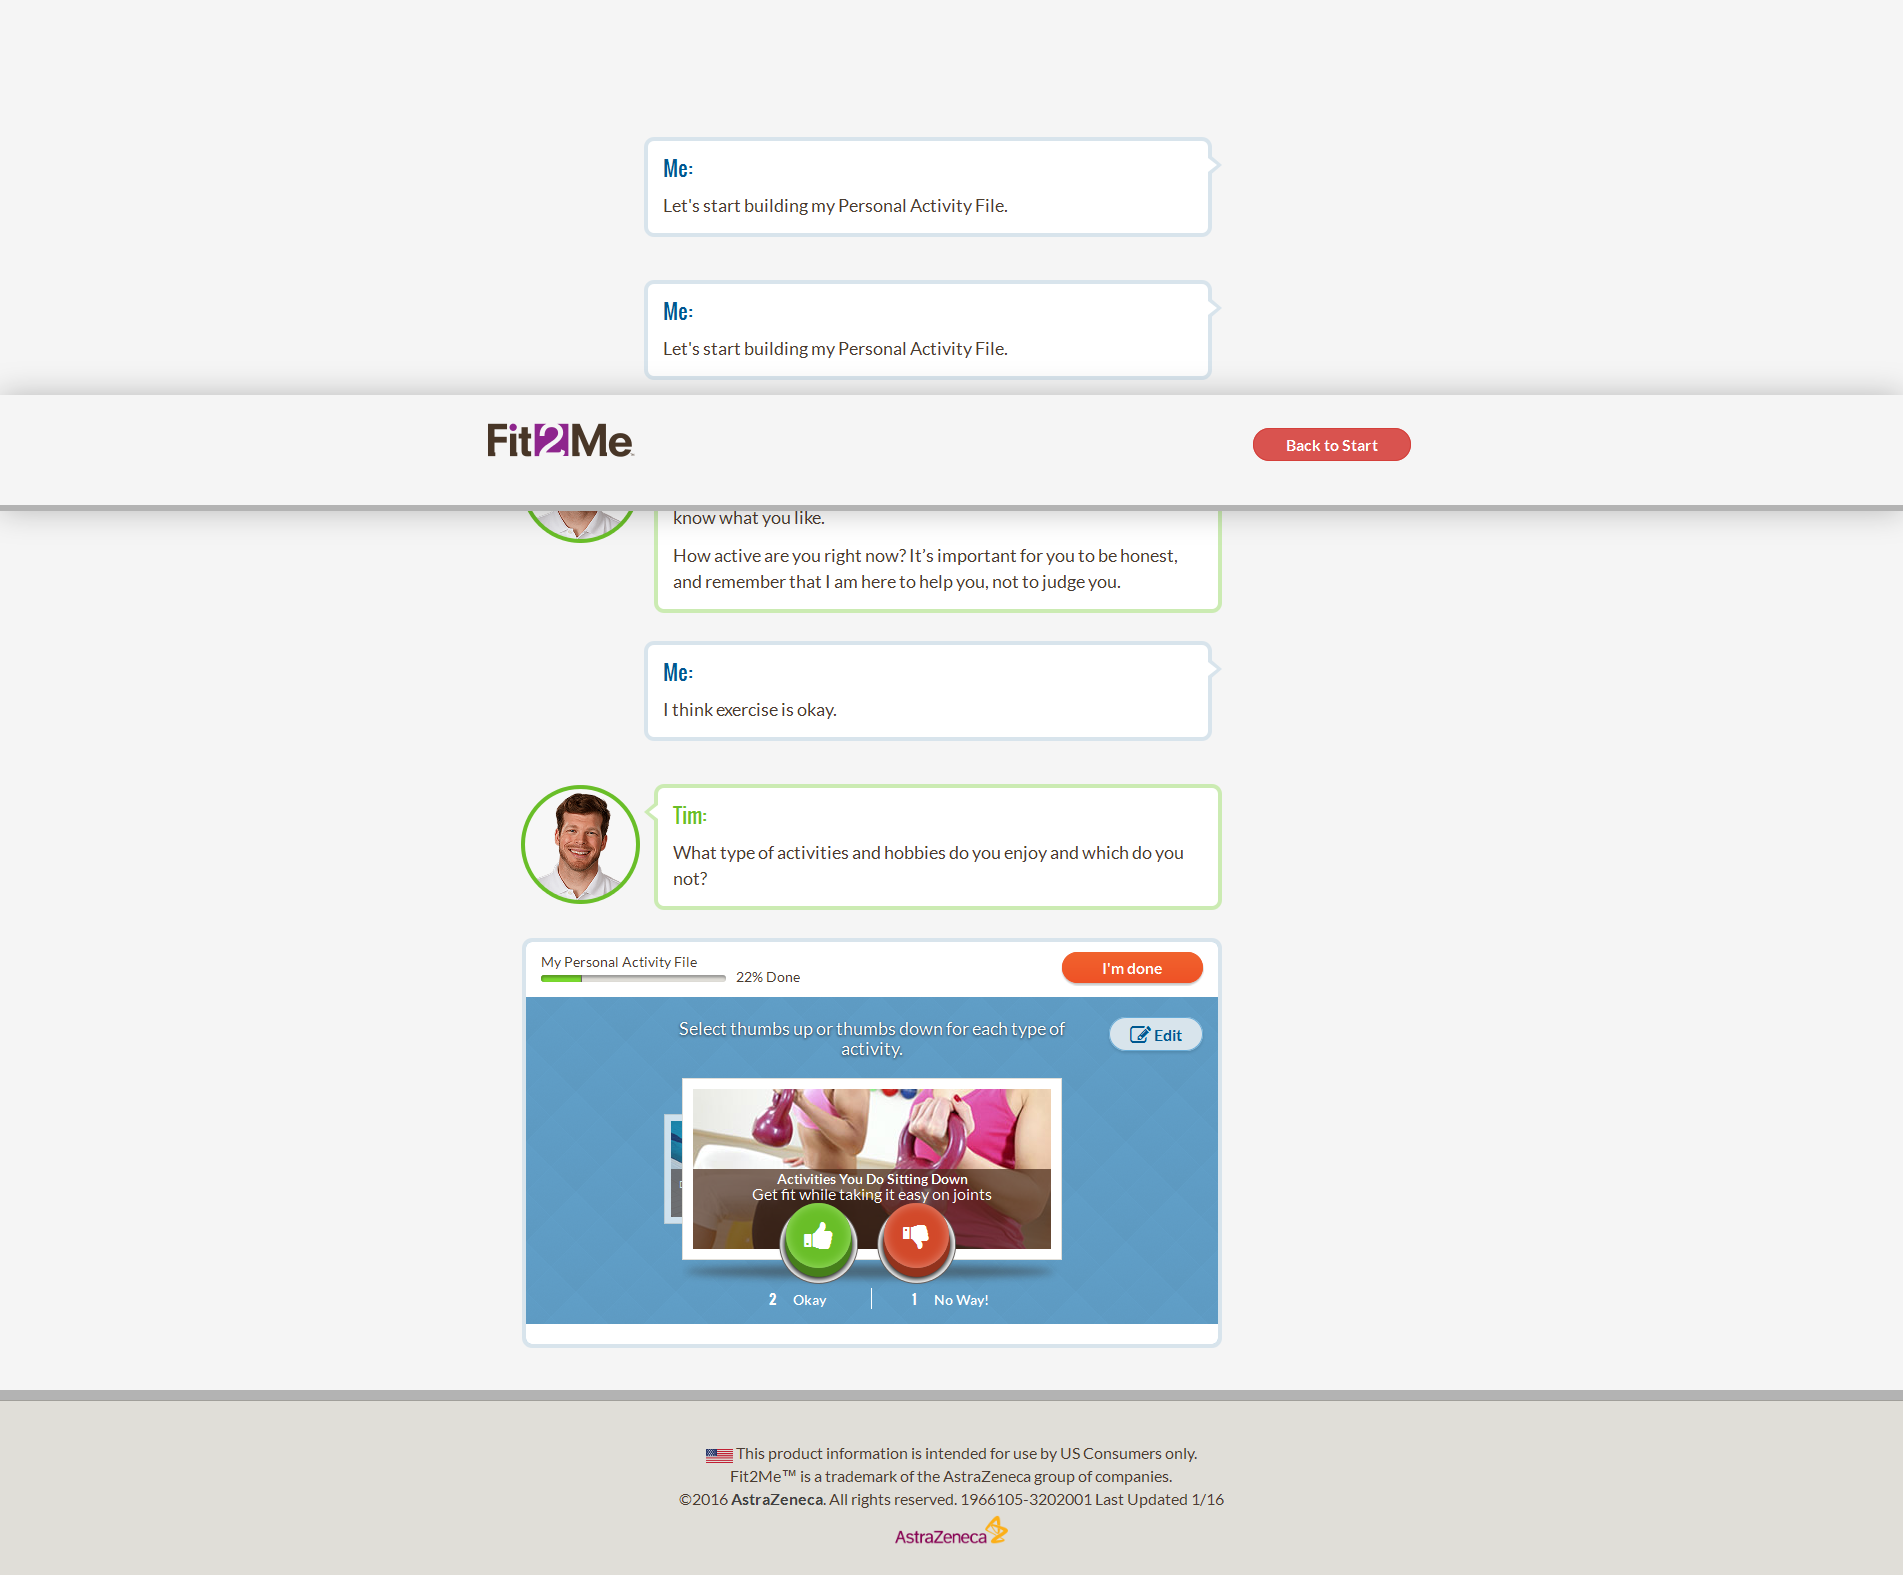 Me:
Let's start building my Personal Activity File.
Me:
Let's start building my Personal Activity File.
Fit2Me
Back to Start
know what you like.
How active are you right now? It’s important for you to be honest,
and remember that I am here to help you, not to judge you.
Me:
I think exercise is okay.
Tim:
What type of activities and hobbies do you enjoy and which do you
not?
My Personal Activity File
22% Done
I'm done
Select thumbs up or thumbs down for each type of
activity.
Edit
Activities You Do Sitting Down
Get fit while taking it easy on joints
2 Okay
1 No Way!
This product information is intended for use by US Consumers only.
Fit2Me™ is a trademark of the AstraZeneca group of companies.
©2016 AstraZeneca. All rights reserved. 1966105-3202001 Last Updated 1/16
AstraZeneca